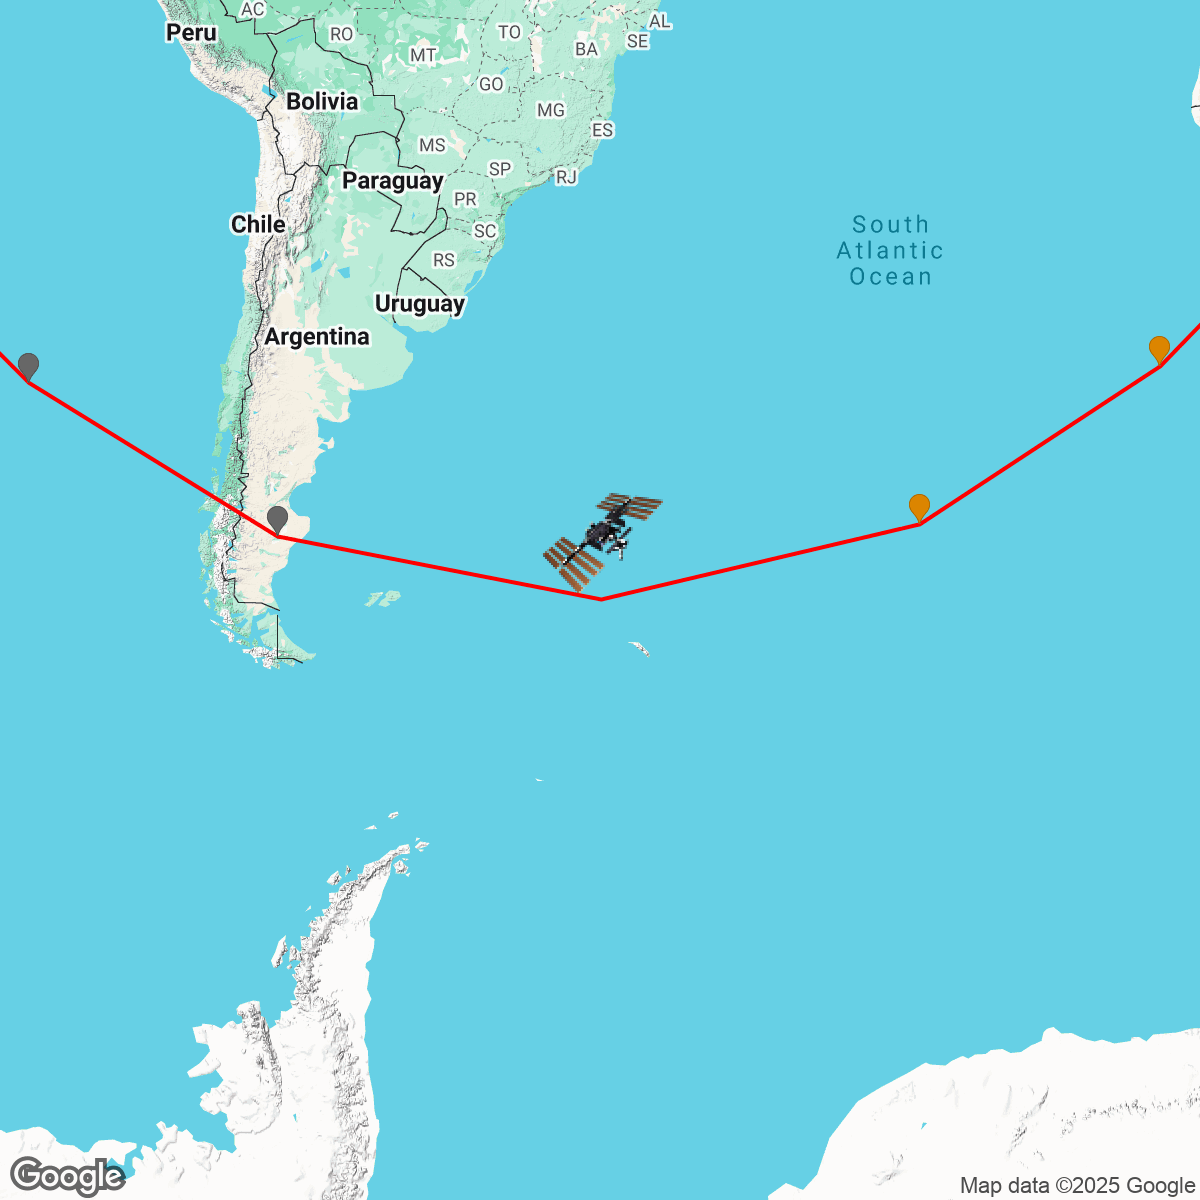 AC
AL
Peru
RO
TO
SE
BA
MT
GO
Bolivia
MG
ES
MS
SP
RJ
Paraguay
PR
Chile
SC
South
Atlantic
Ocean
RS
Uruguay
Argentina
Google
Map data ©2025 Google